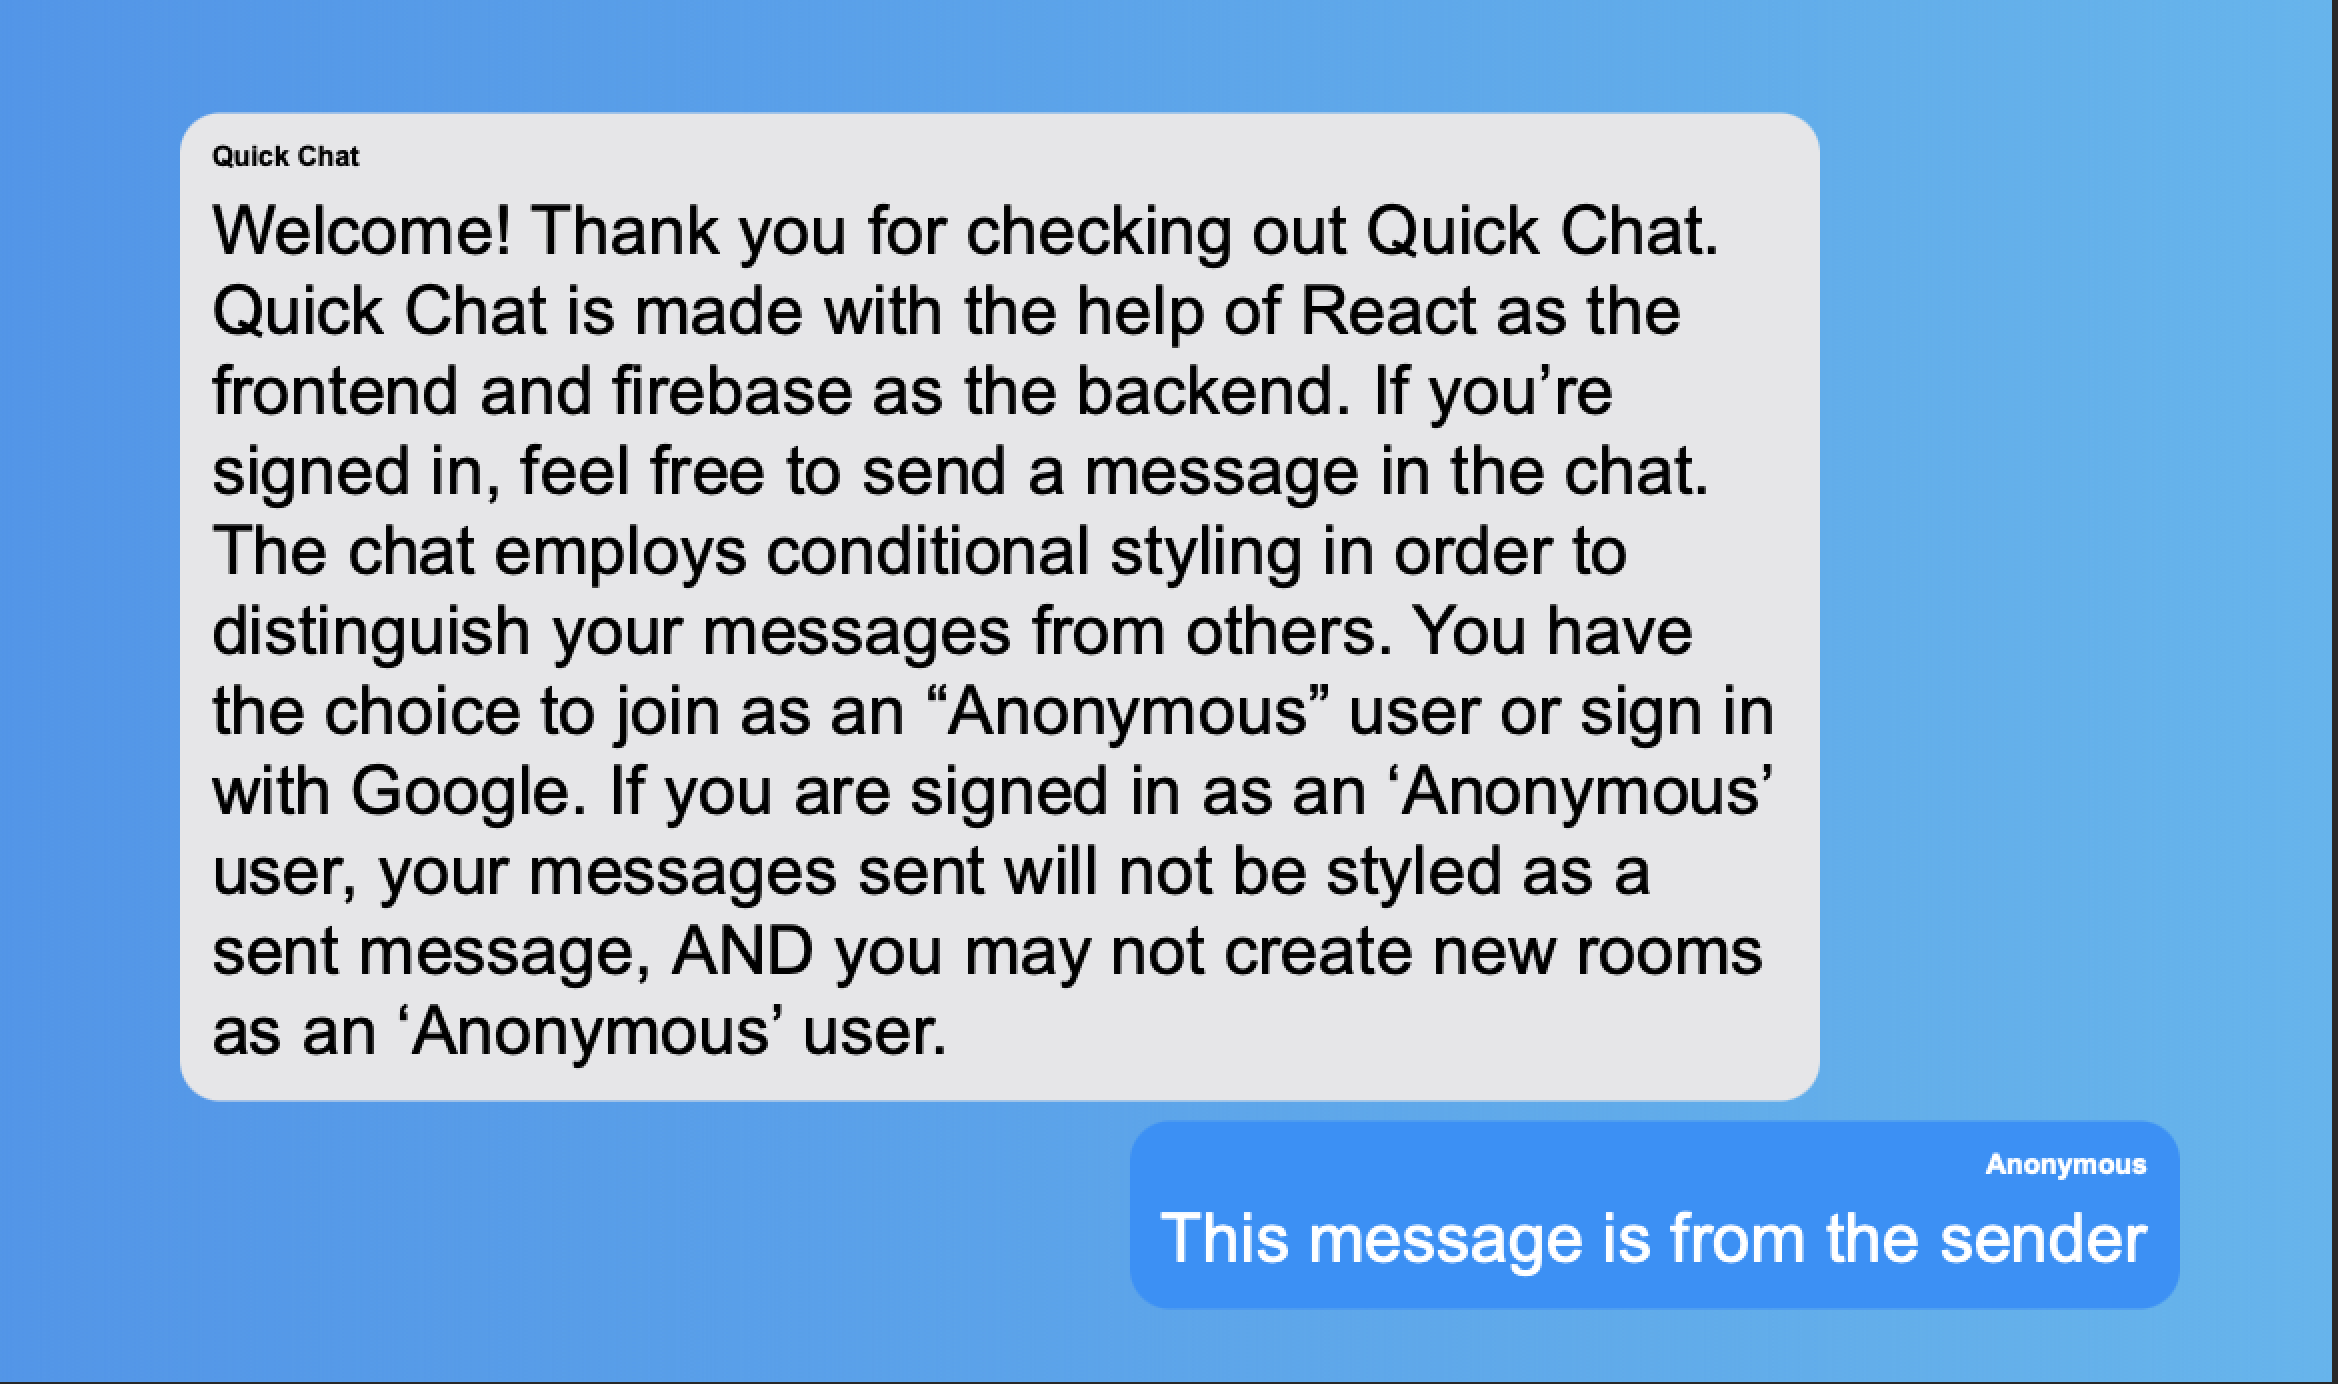 Quick Chat
Welcome! Thank you for checking out Quick Chat.
Quick Chat is made with the help of React as the
frontend and firebase as the backend. If you’re
signed in, feel free to send a message in the chat.
The chat employs conditional styling in order to
distinguish your messages from others. You have
the choice to join as an “Anonymous” user or sign in
with Google. If you are signed in as an ‘Anonymous’
user, your messages sent will not be styled as a
sent message, AND you may not create new rooms
as an ‘Anonymous’ user.
Anonymous
This message is from the sender